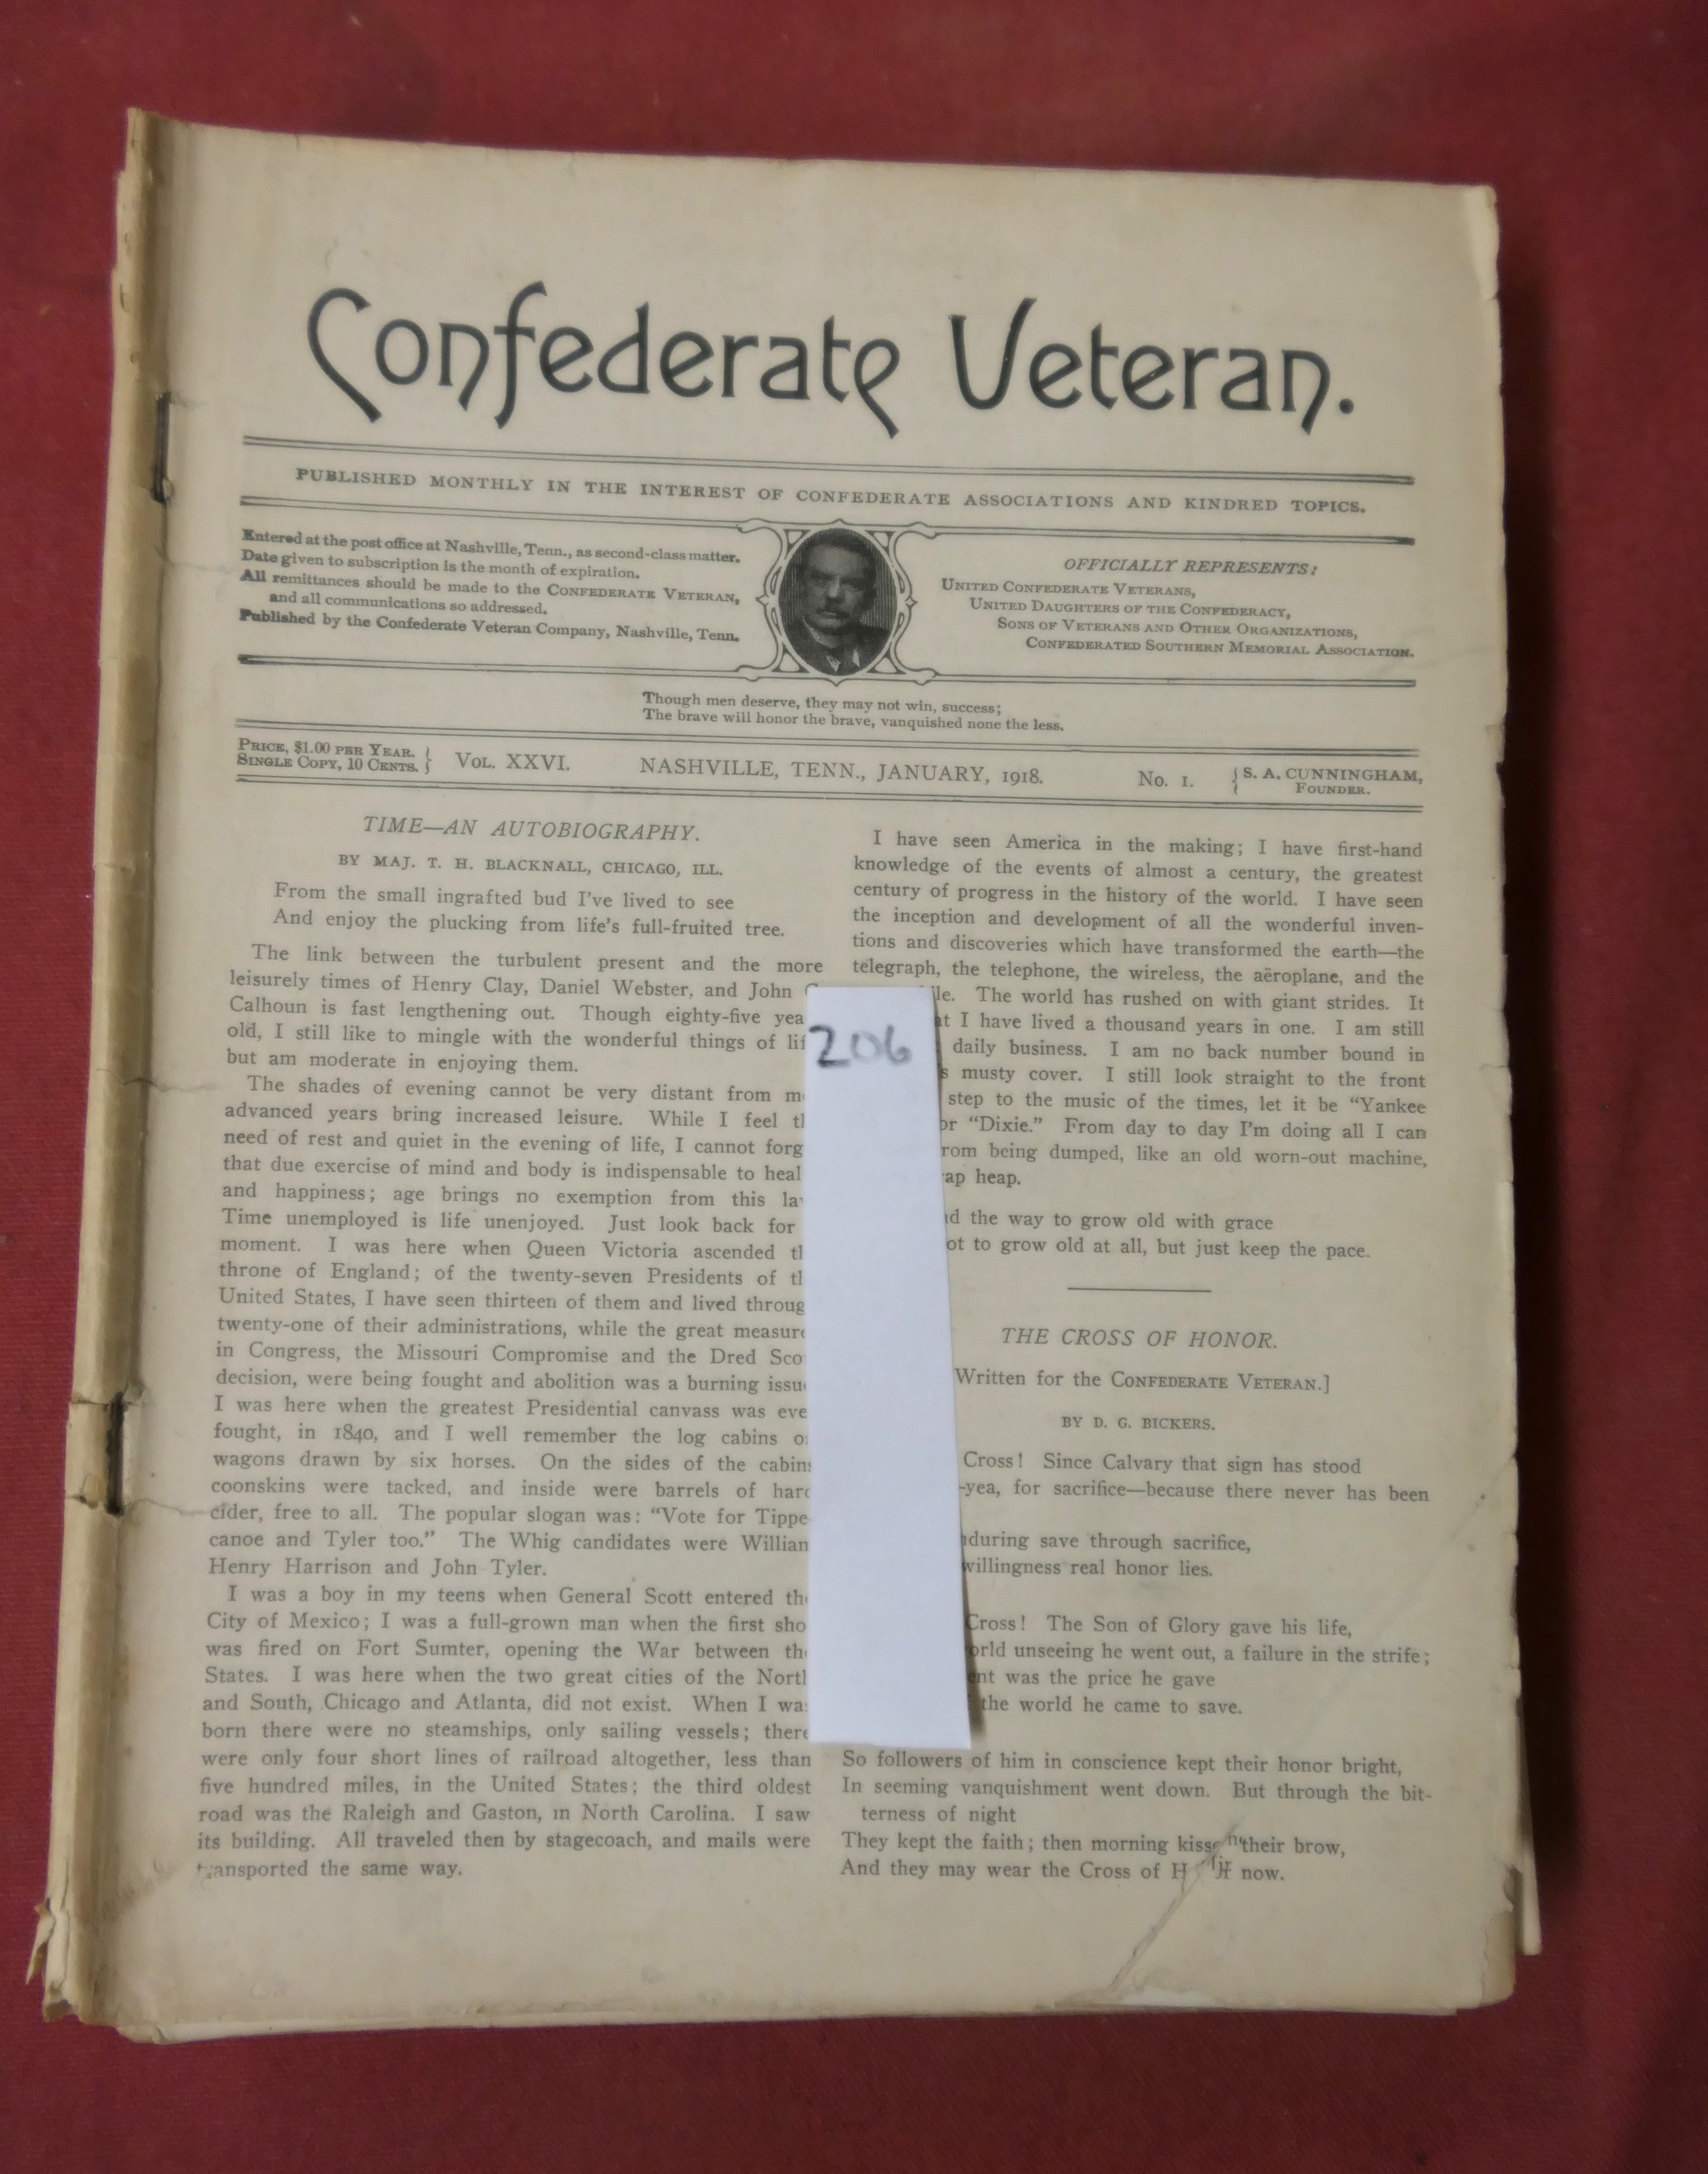 Confederate Veteran.
PUBLISHED MONTHLY IN THE INTEREST OF CONFEDERATE ASSOCIATIONS AND KINDRED TOPICS.
Entered at the post office at Nashville, Tenn., as second-class matter.
Date given to subscription is the month of expiration.
All remittances should be made to the CONFEDERATE VETERAN,
and all communications so addressed.
Published by the Confederate Veteran Company, Nashville, Tenn.
OFFICIALLY REPRESENTS:
UNITED CONFEDERATE VETERANS,
UNITED DAUGHTERS OF THE CONFEDERACY,
SONS OF VETERANS AND OTHER ORGANIZATIONS,
CONFEDERATED SOUTHERN MEMORIAL ASSOCIATION.
Though men deserve, they may not win, success;
The brave will honor the brave, vanquished none the less.
PRICE, $1.00 PER YEAR.
SINGLE COPY, 10 CENTS.
VOL. XXVI.
NASHVILLE, TENN., JANUARY, 1918.
No. 1.
S. A. CUNNINGHAM,
FOUNDER.
TIME—AN AUTOBIOGRAPHY.
BY MAJ. T. H. BLACKNALL, CHICAGO, ILL.
From the small ingrafted bud I've lived to see
And enjoy the plucking from life's full-fruited tree.
The link between the turbulent present and the more
leisurely times of Henry Clay, Daniel Webster, and John
Calhoun is fast lengthening out. Though eighty-five
old, I still like to mingle with the wonderful things of
but am moderate in enjoying them.
The shades of evening cannot be very distant from
advanced years bring increased leisure. While I feel
need of rest and quiet in the evening of life, I cannot
that due exercise of mind and body is indispensable to
and happiness; age brings no exemption from this
Time unemployed is life unenjoyed. Just look back for
moment. I was here when Queen Victoria ascended
throne of England; of the twenty-seven Presidents of
United States, I have seen thirteen of them and lived
twenty-one of their administrations, while the great
in Congress, the Missouri Compromise and the Dred
decision, were being fought and abolition was a burning
I was here when the greatest Presidential canvass was
fought, in 1840, and I well remember the log cabins
wagons drawn by six horses. On the sides of the
coonskins were tacked, and inside were barrels of
cider, free to all. The popular slogan was: "Vote for Tippe
canoe and Tyler too." The Whig candidates were
Henry Harrison and John Tyler.
I was a boy in my teens when General Scott entered
City of Mexico; I was a full-grown man when the first
was fired on Fort Sumter, opening the War between
States. I was here when the two great cities of the
and South, Chicago and Atlanta, did not exist. When I
born there were no steamships, only sailing vessels;
were only four short lines of railroad altogether, less than
five hundred miles, in the United States; the third oldest
road was the Raleigh and Gaston, in North Carolina. I saw
its building. All traveled then by stagecoach, and mails were
transported the same way.
I have seen America in the making; I have first-hand
knowledge of the events of almost a century, the greatest
century of progress in the history of the world. I have seen
the inception and development of all the wonderful inven-
tions and discoveries which have transformed the earth—the
telegraph, the telephone, the wireless, the aëroplane, and the
The world has rushed on with giant strides. It
I have lived a thousand years in one. I am still
daily business. I am no back number bound in
musty cover. I still look straight to the front
step to the music of the times, let it be "Yankee
"Dixie." From day to day I'm doing all I can
being dumped, like an old worn-out machine,
heap.
the way to grow old with grace
to grow old at all, but just keep the pace.
THE CROSS OF HONOR.
Written for the CONFEDERATE VETERAN.]
BY D. G. BICKERS.
Cross! Since Calvary that sign has stood
-yea, for sacrifice—because there never has been
save through sacrifice,
willingness real honor lies.
Cross! The Son of Glory gave his life,
unseeing he went out, a failure in the strife;
was the price he gave
the world he came to save.
So followers of him in conscience kept their honor bright,
In seeming vanquishment went down. But through the bit-
terness of night
They kept the faith; then morning their brow,
And they may wear the Cross of now.
206